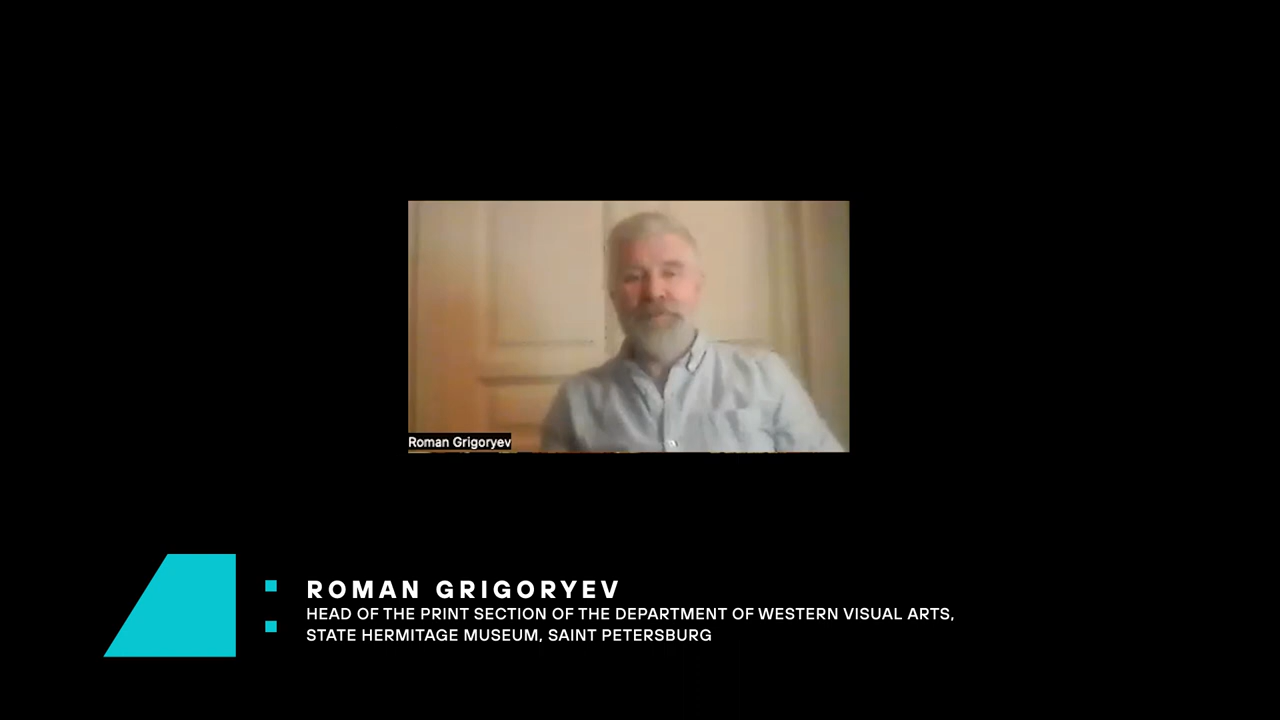 Roman Grigoryev
ROMAN GRIGORYEV
HEAD OF THE PRINT SECTION OF THE DEPARTMENT OF WESTERN VISUAL ARTS,
STATE HERMITAGE MUSEUM, SAINT PETERSBURG